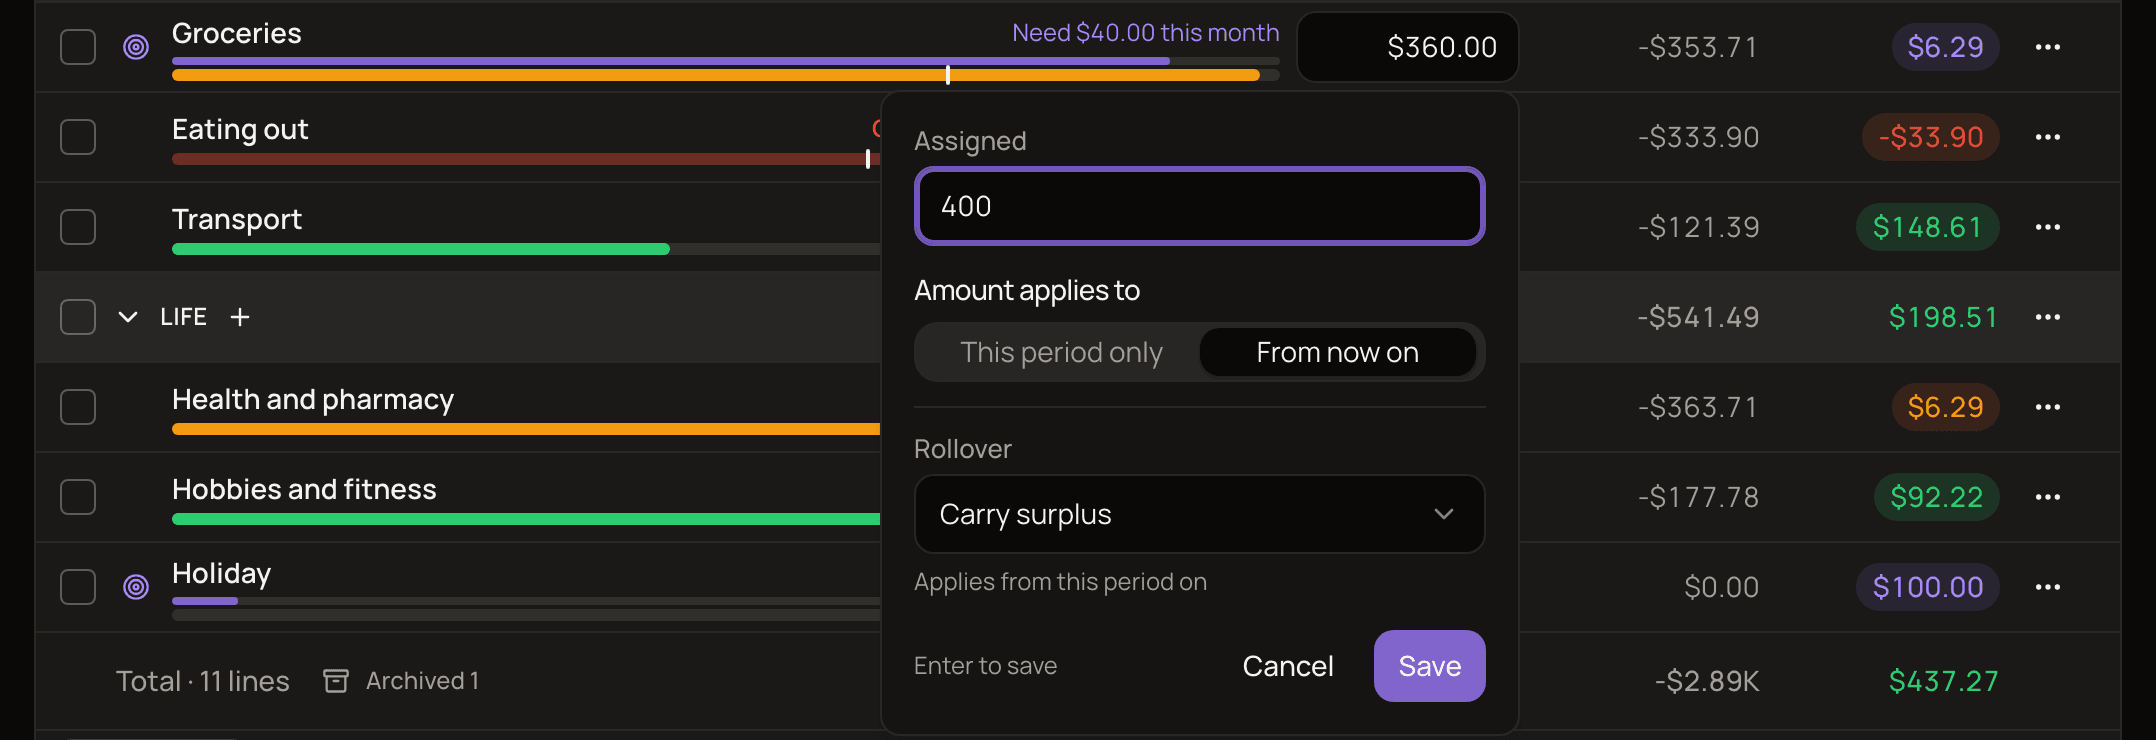 Groceries Need $40.00 this month $360.00 -$353.71 $6.29
Eating out -$333.90 -$33.90
Transport -$121.39 $148.61
LIFE -$541.49 $198.51
Health and pharmacy -$363.71 $6.29
Hobbies and fitness -$177.78 $92.22
Holiday $0.00 $100.00
Total · 11 lines Archived 1 -$2.89K $437.27
Assigned
400
Amount applies to
This period only From now on
Rollover
Carry surplus
Applies from this period on
Enter to save Cancel Save